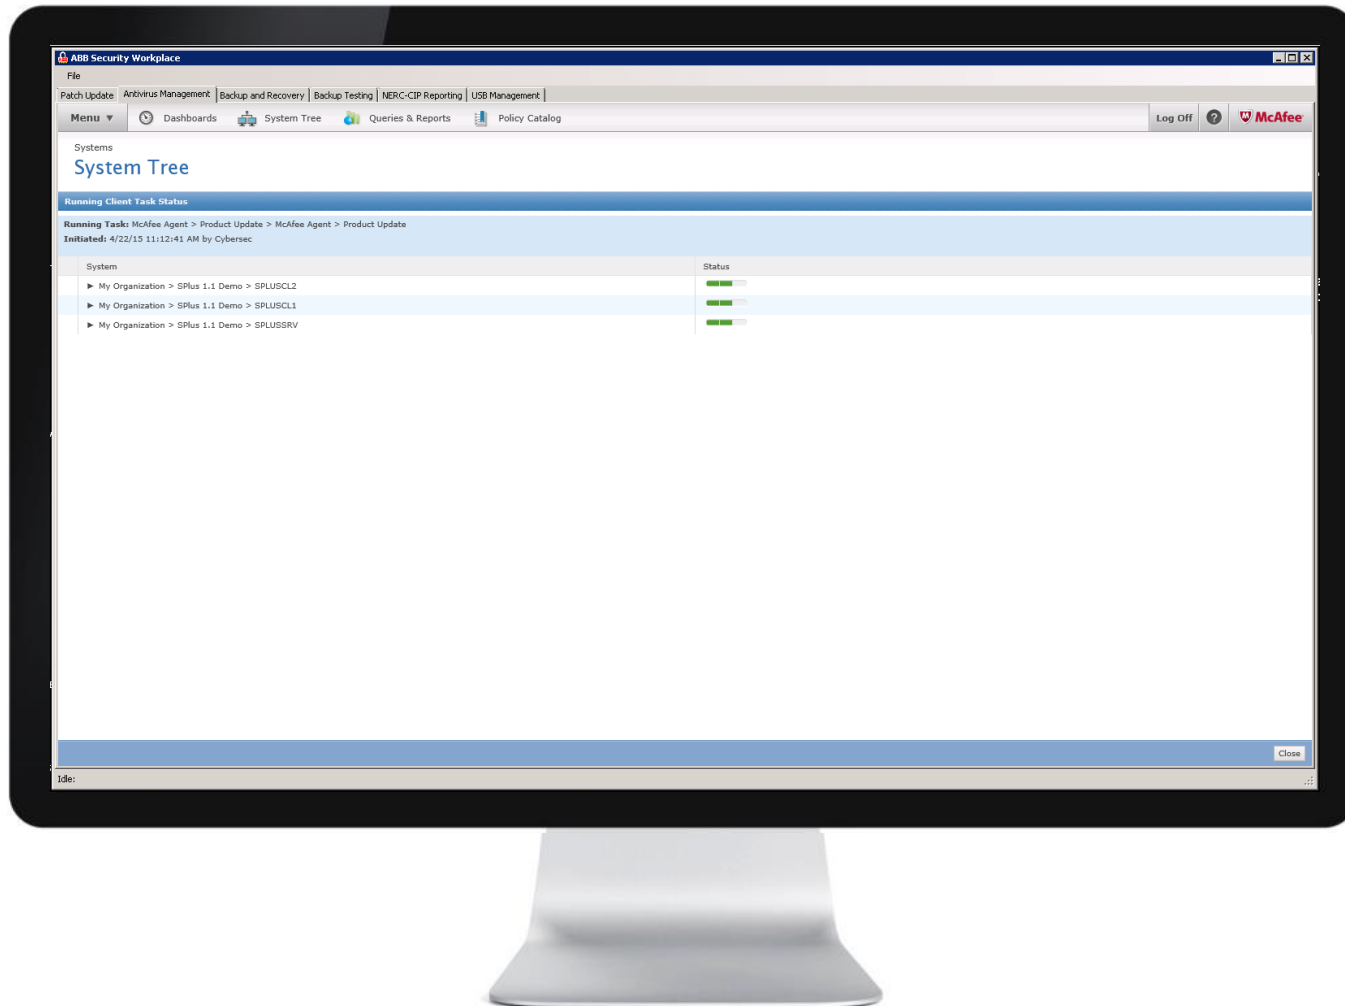 ABB Security Workplace
File
Patch Update Antivirus Management Backup and Recovery Backup Testing NERC-CIP Reporting USB Management
Menu Dashboards System Tree Queries & Reports Policy Catalog Log Off ? McAfee
Systems
System Tree
Running Client Task Status
Running Task: McAfee Agent > Product Update > McAfee Agent > Product Update
Initiated: 4/22/15 11:12:41 AM by Cybersec
System Status
My Organization > SPlus 1.1 Demo > SPLUSCL2
My Organization > SPlus 1.1 Demo > SPLUSCL1
My Organization > SPlus 1.1 Demo > SPLUSSRV
Close
Idle: